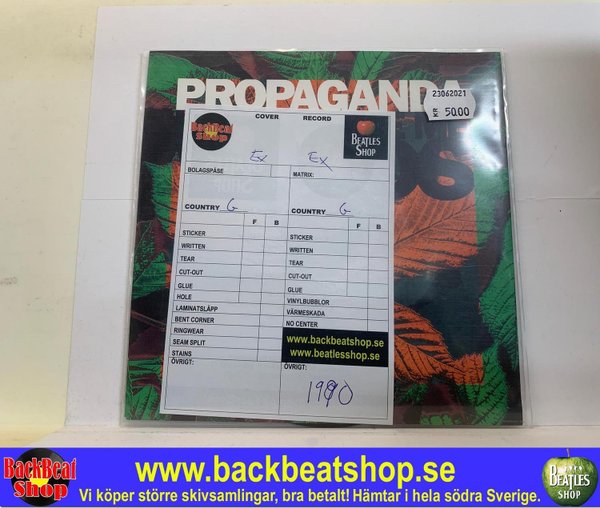 PROPAGANDA
23062021
KR 50.00
BackBeat
Shop
COVER
RECORD
BEATLES
SHOP
Ex
Ex
BOLAGSPÅSE
MATRIX:
COUNTRY G
COUNTRY G
F B
F B
STICKER
STICKER
WRITTEN
WRITTEN
TEAR
TEAR
CUT-OUT
CUT-OUT
GLUE
GLUE
HOLE
VINYLBUBBLOR
LAMINATSLÄPP
VÄRMESKADA
BENT CORNER
NO CENTER
RINGWEAR
www.backbeatshop.se
SEAM SPLIT
www.beatlesshop.se
STAINS
ÖVRIGT:
ÖVRIGT:
1990
BackBeat
Shop
www.backbeatshop.se
Vi köper större skivsamlingar, bra betalt! Hämtar i hela södra Sverige.
BEATLES
SHOP